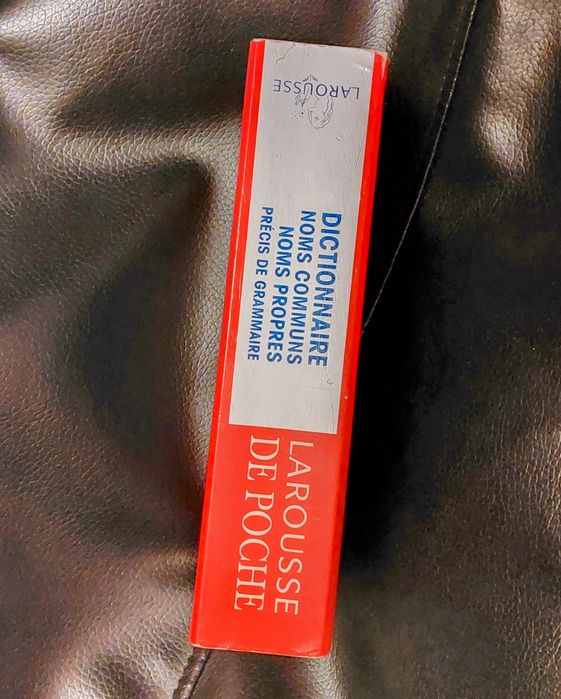 LAROUSSE
DICTIONNAIRE
NOMS COMMUNS
NOMS PROPRES
PRÉCIS DE GRAMMAIRE
LAROUSSE
DE POCHE